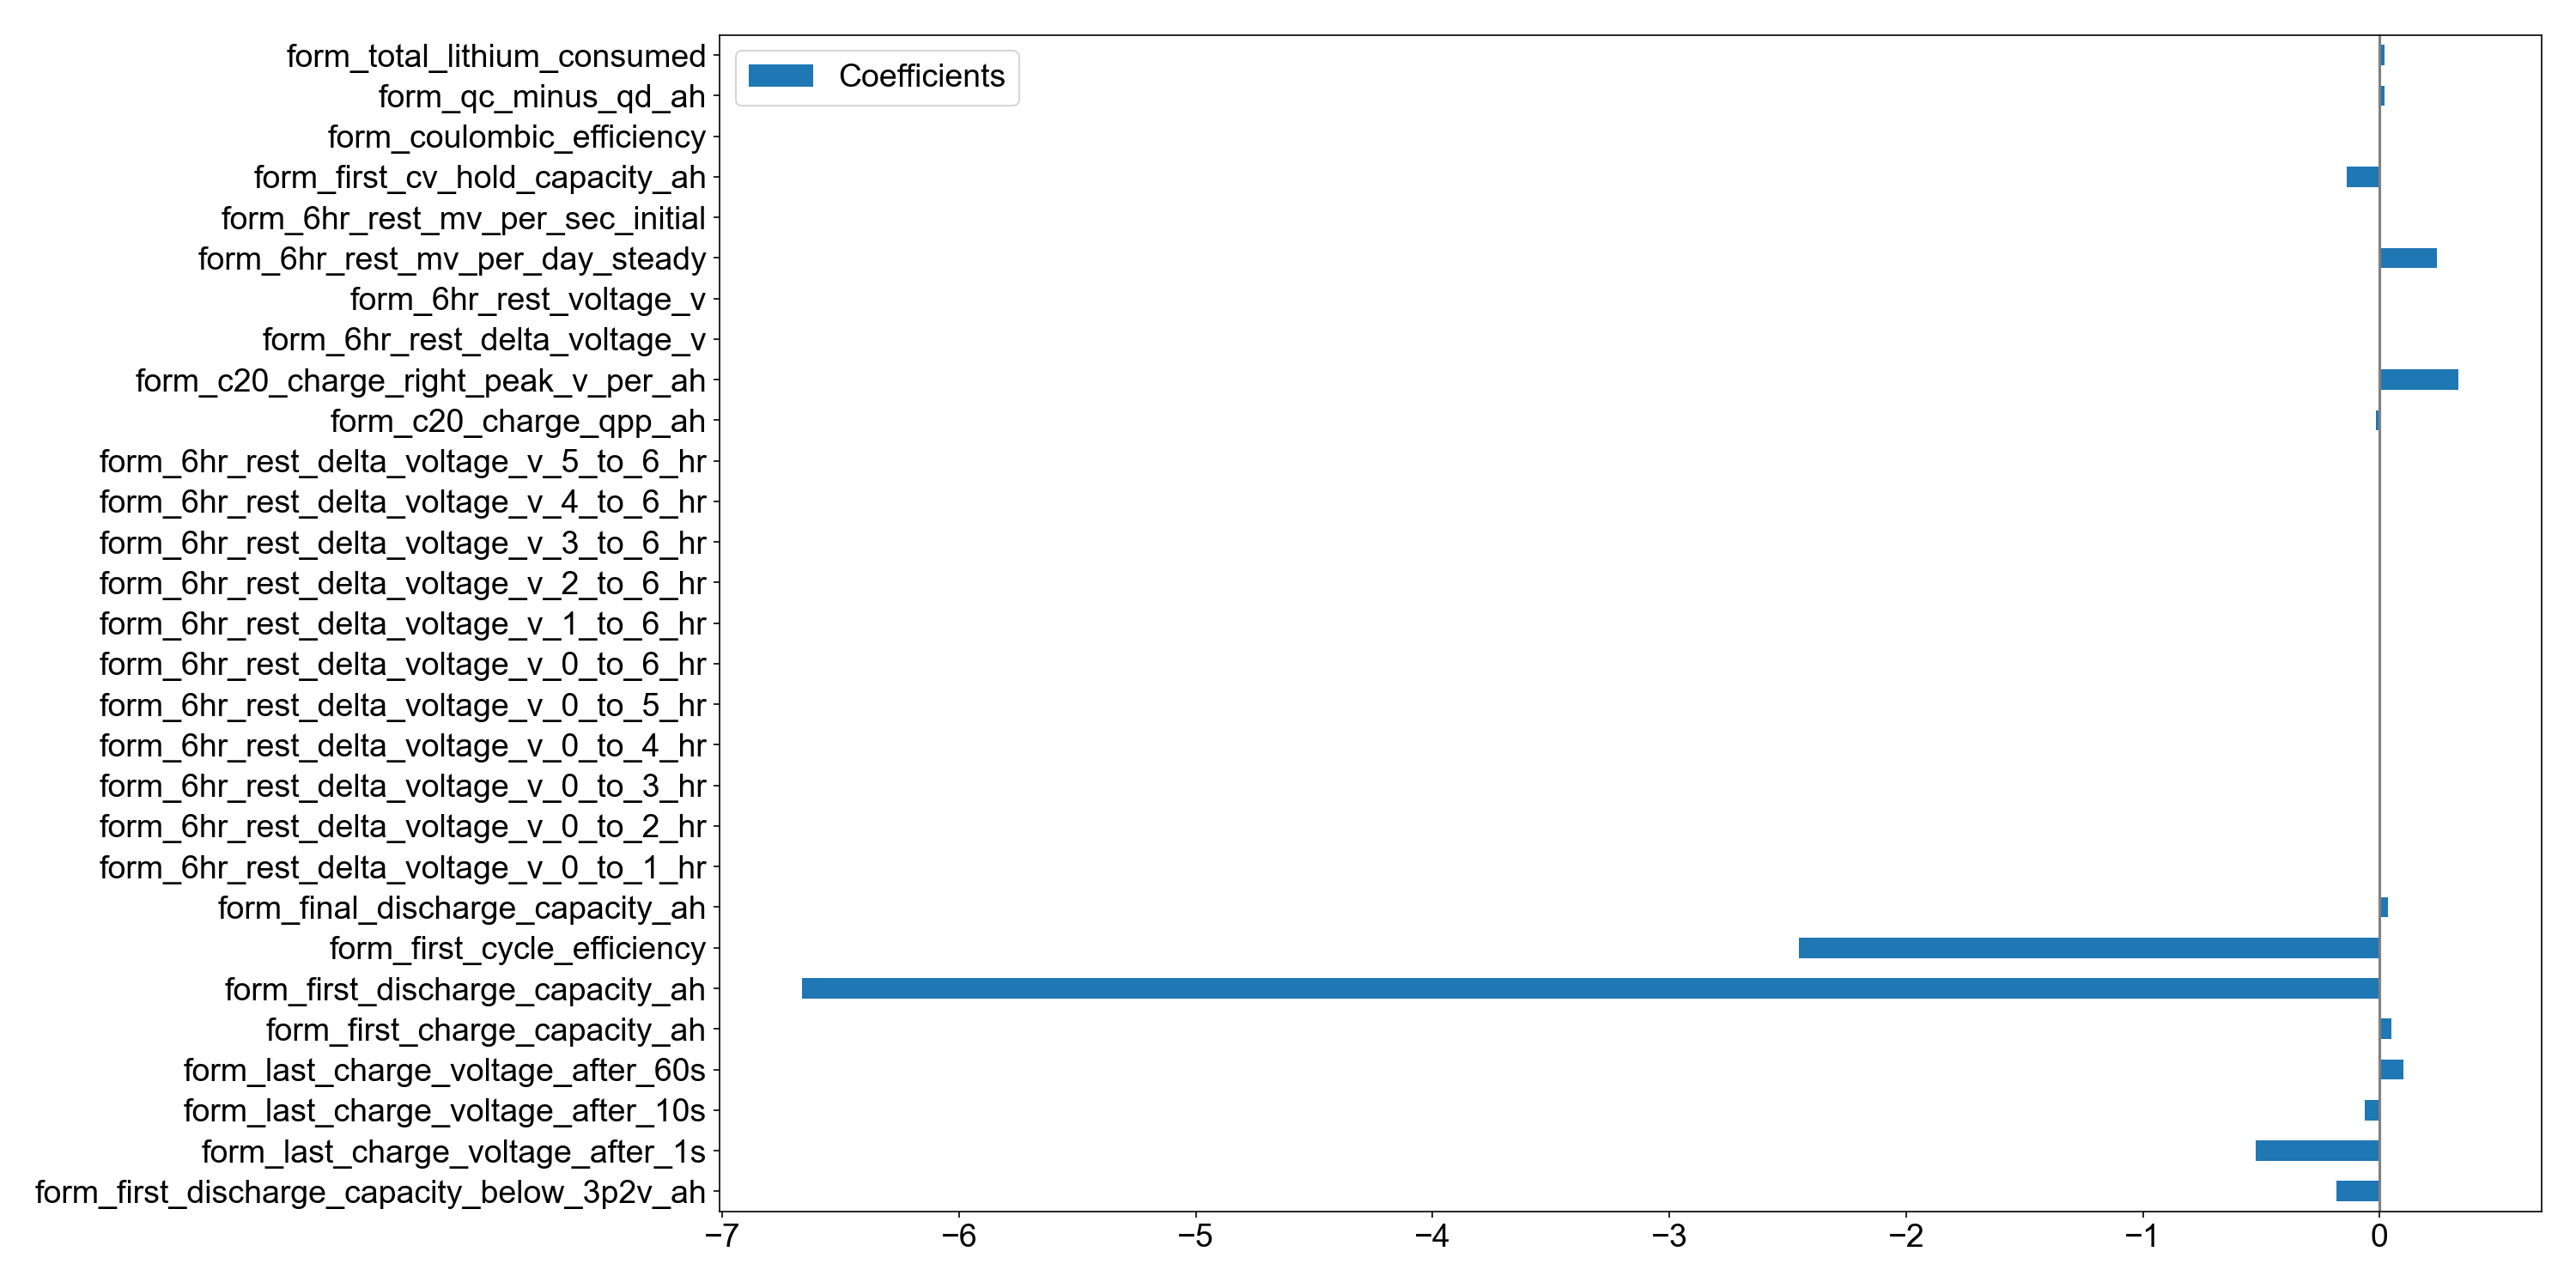 form_total_lithium_consumed
form_qc_minus_qd_ah
form_coulombic_efficiency
form_first_cv_hold_capacity_ah
form_6hr_rest_mv_per_sec_initial
form_6hr_rest_mv_per_day_steady
form_6hr_rest_voltage_v
form_6hr_rest_delta_voltage_v
form_c20_charge_right_peak_v_per_ah
form_c20_charge_qpp_ah
form_6hr_rest_delta_voltage_v_5_to_6_hr
form_6hr_rest_delta_voltage_v_4_to_6_hr
form_6hr_rest_delta_voltage_v_3_to_6_hr
form_6hr_rest_delta_voltage_v_2_to_6_hr
form_6hr_rest_delta_voltage_v_1_to_6_hr
form_6hr_rest_delta_voltage_v_0_to_6_hr
form_6hr_rest_delta_voltage_v_0_to_5_hr
form_6hr_rest_delta_voltage_v_0_to_4_hr
form_6hr_rest_delta_voltage_v_0_to_3_hr
form_6hr_rest_delta_voltage_v_0_to_2_hr
form_6hr_rest_delta_voltage_v_0_to_1_hr
form_final_discharge_capacity_ah
form_first_cycle_efficiency
form_first_discharge_capacity_ah
form_first_charge_capacity_ah
form_last_charge_voltage_after_60s
form_last_charge_voltage_after_10s
form_last_charge_voltage_after_1s
form_first_discharge_capacity_below_3p2v_ah
Coefficients
−7 −6 −5 −4 −3 −2 −1 0